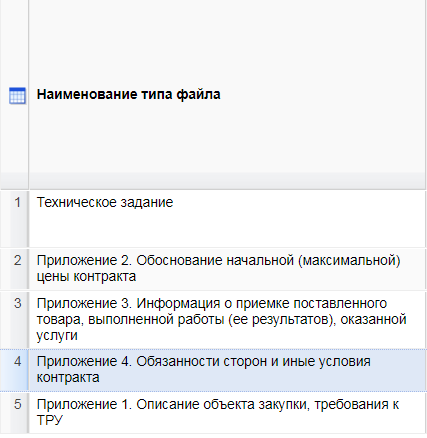 Наименование типа файла
1 Техническое задание
2 Приложение 2. Обоснование начальной (максимальной)
цены контракта
3 Приложение 3. Информация о приемке поставленного
товара, выполненной работы (ее результатов), оказанной
услуги
4 Приложение 4. Обязанности сторон и иные условия
контракта
5 Приложение 1. Описание объекта закупки, требования к
ТРУ